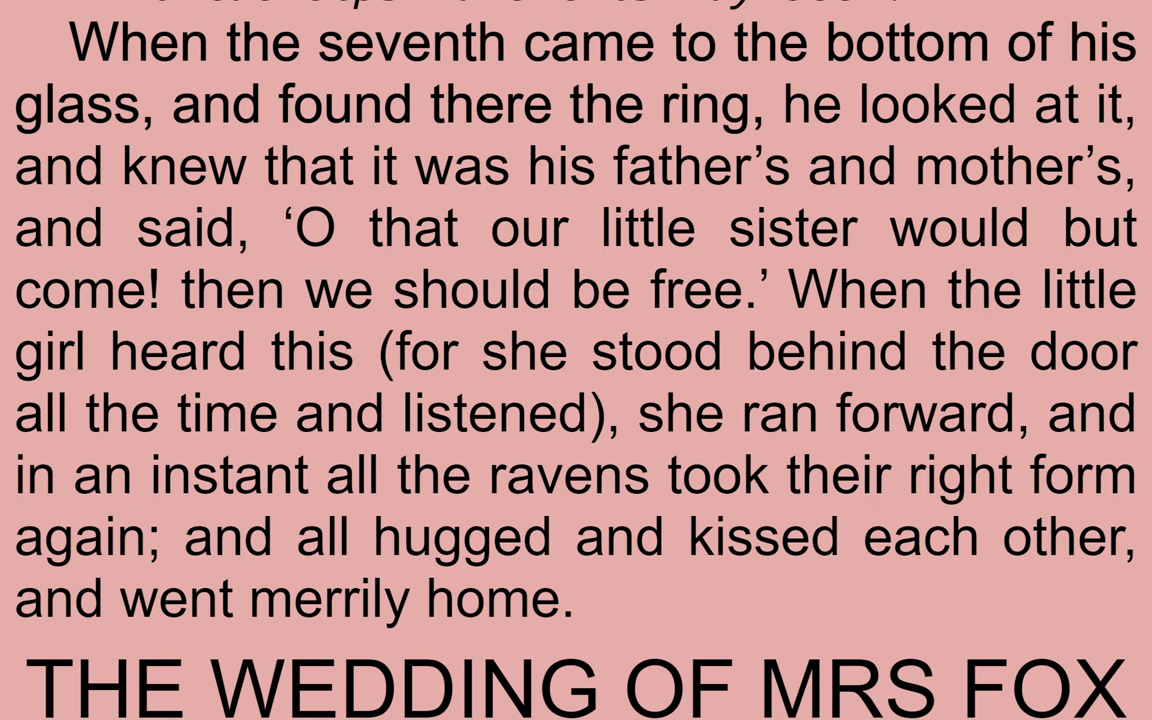 When the seventh came to the bottom of his
glass, and found there the ring, he looked at it,
and knew that it was his father’s and mother’s,
and said, ‘O that our little sister would but
come! then we should be free.’ When the little
girl heard this (for she stood behind the door
all the time and listened), she ran forward, and
in an instant all the ravens took their right form
again; and all hugged and kissed each other,
and went merrily home.
THE WEDDING OF MRS FOX